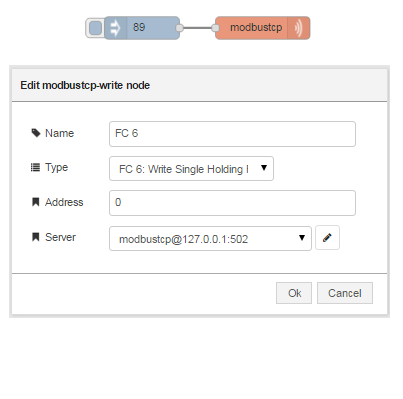 89
modbustcp
Edit modbustcp-write node
Name
FC 6
Type
FC 6: Write Single Holding
Address
0
Server
modbustcp@127.0.0.1:502
Ok
Cancel